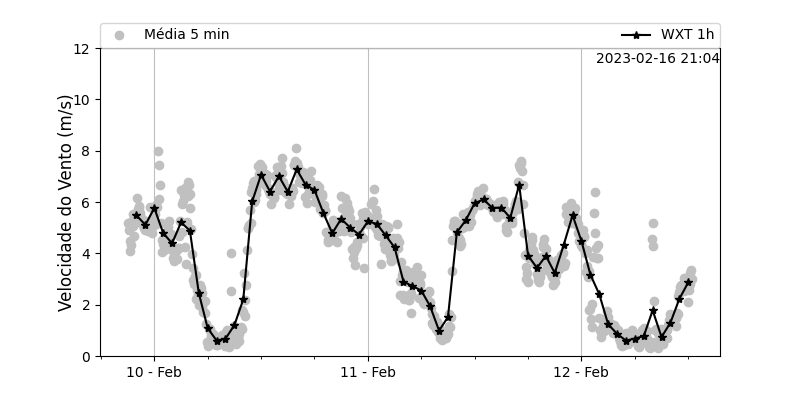 Média 5 min
WXT 1h
2023-02-16 21:04
Velocidade do Vento (m/s)
12
10
8
6
4
2
0
10 - Feb
11 - Feb
12 - Feb